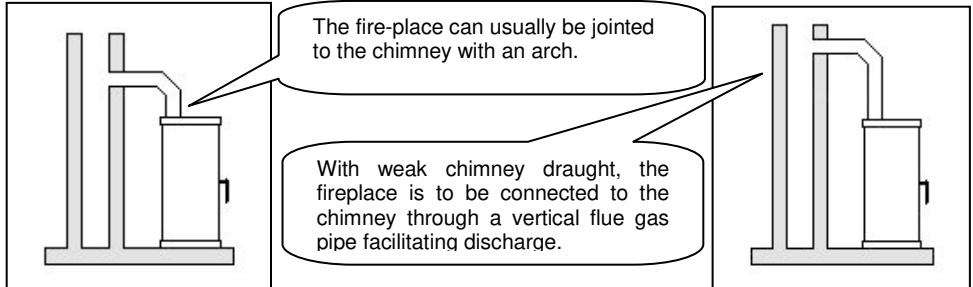 The fire-place can usually be jointed
to the chimney with an arch.
With weak chimney draught, the
fireplace is to be connected to the
chimney through a vertical flue gas
pipe facilitating discharge.